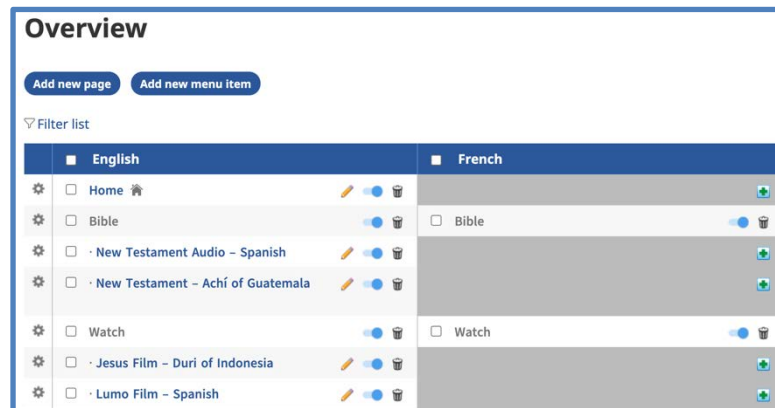 Overview
Add new page Add new menu item
Filter list
English French
Home
Bible Bible
· New Testament Audio – Spanish
· New Testament – Achí of Guatemala
Watch Watch
· Jesus Film – Duri of Indonesia
· Lumo Film – Spanish